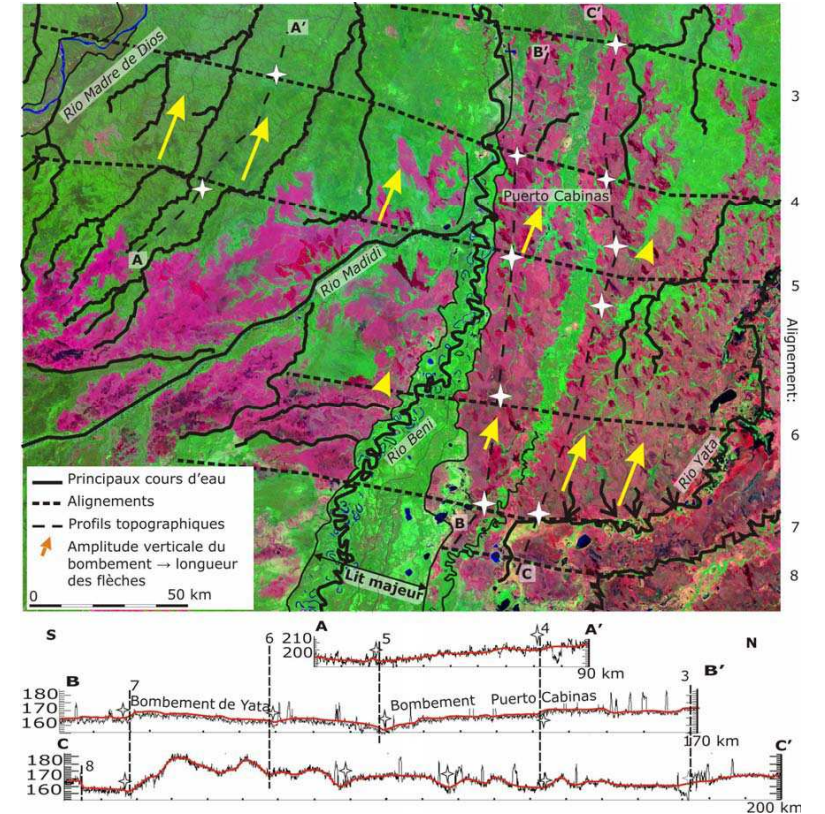 A'
C'
B'
Rio Madre de Dios
3
Puerto Cabinas
4
A
Rio Madidi
5
Alignement:
Rio Beni
6
Rio Yata
Principaux cours d'eau
Alignements
Profils topographiques
Amplitude verticale du
bombement → longueur
des flèches
0 50 km
B
7
C
Lit majeur
8
S
A
6
5
4
A'
N
210
200
90 km
B
7
Bombement de Yata
Bombement Puerto Cabinas
3
B'
180
170
160
170 km
C
8
C'
180
170
160
200 km